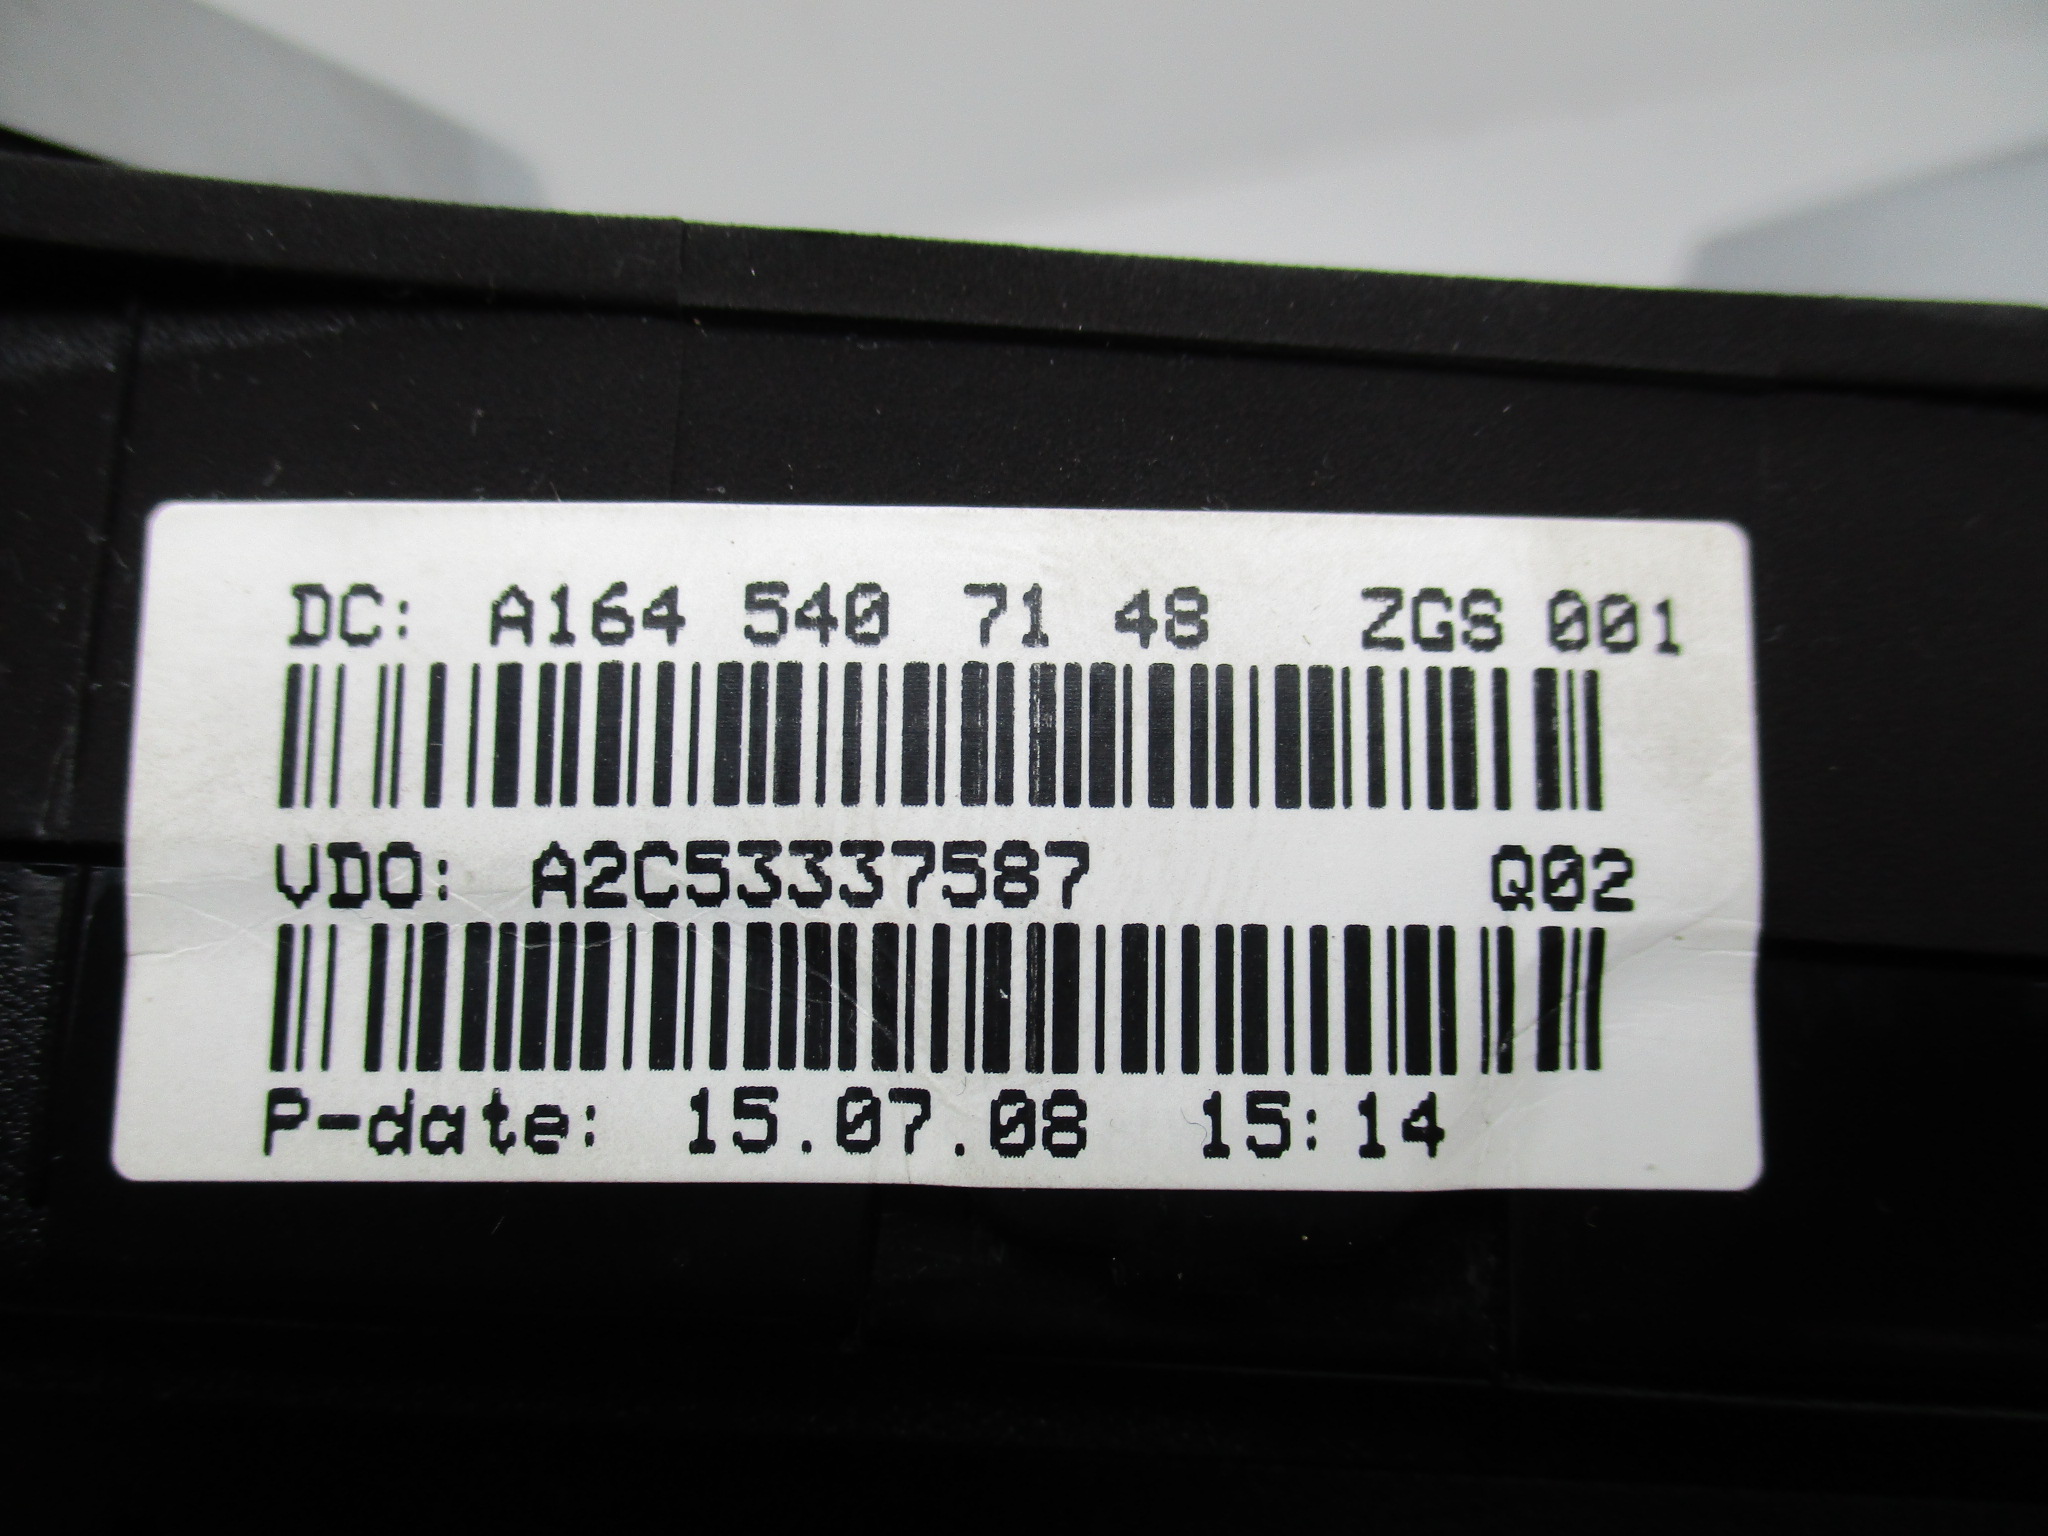 DC: A164 540 71 48 ZGS 001
VDO: A2C53337587 Q02
P-date: 15.07.08 15:14